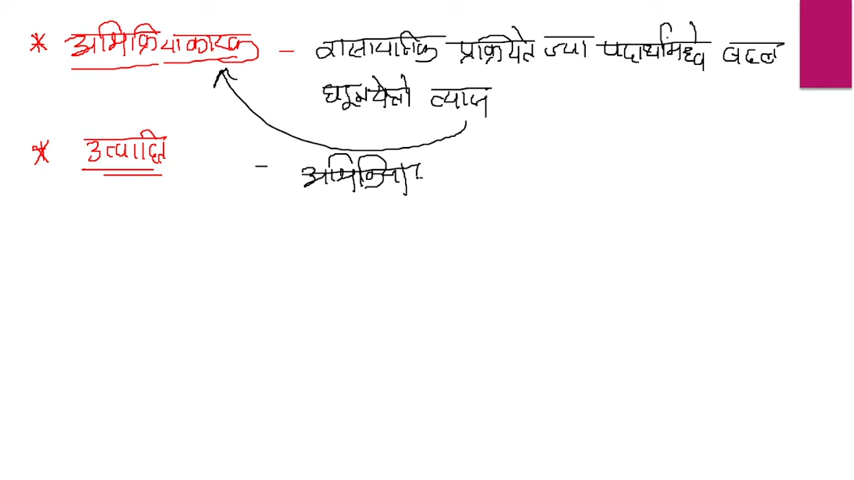 * अभिक्रियाकारक - रासायनिक प्रक्रियेत ज्या पदार्थामध्ये बदल
घडून येतो त्यास
* उत्पादित - अभिक्रिया